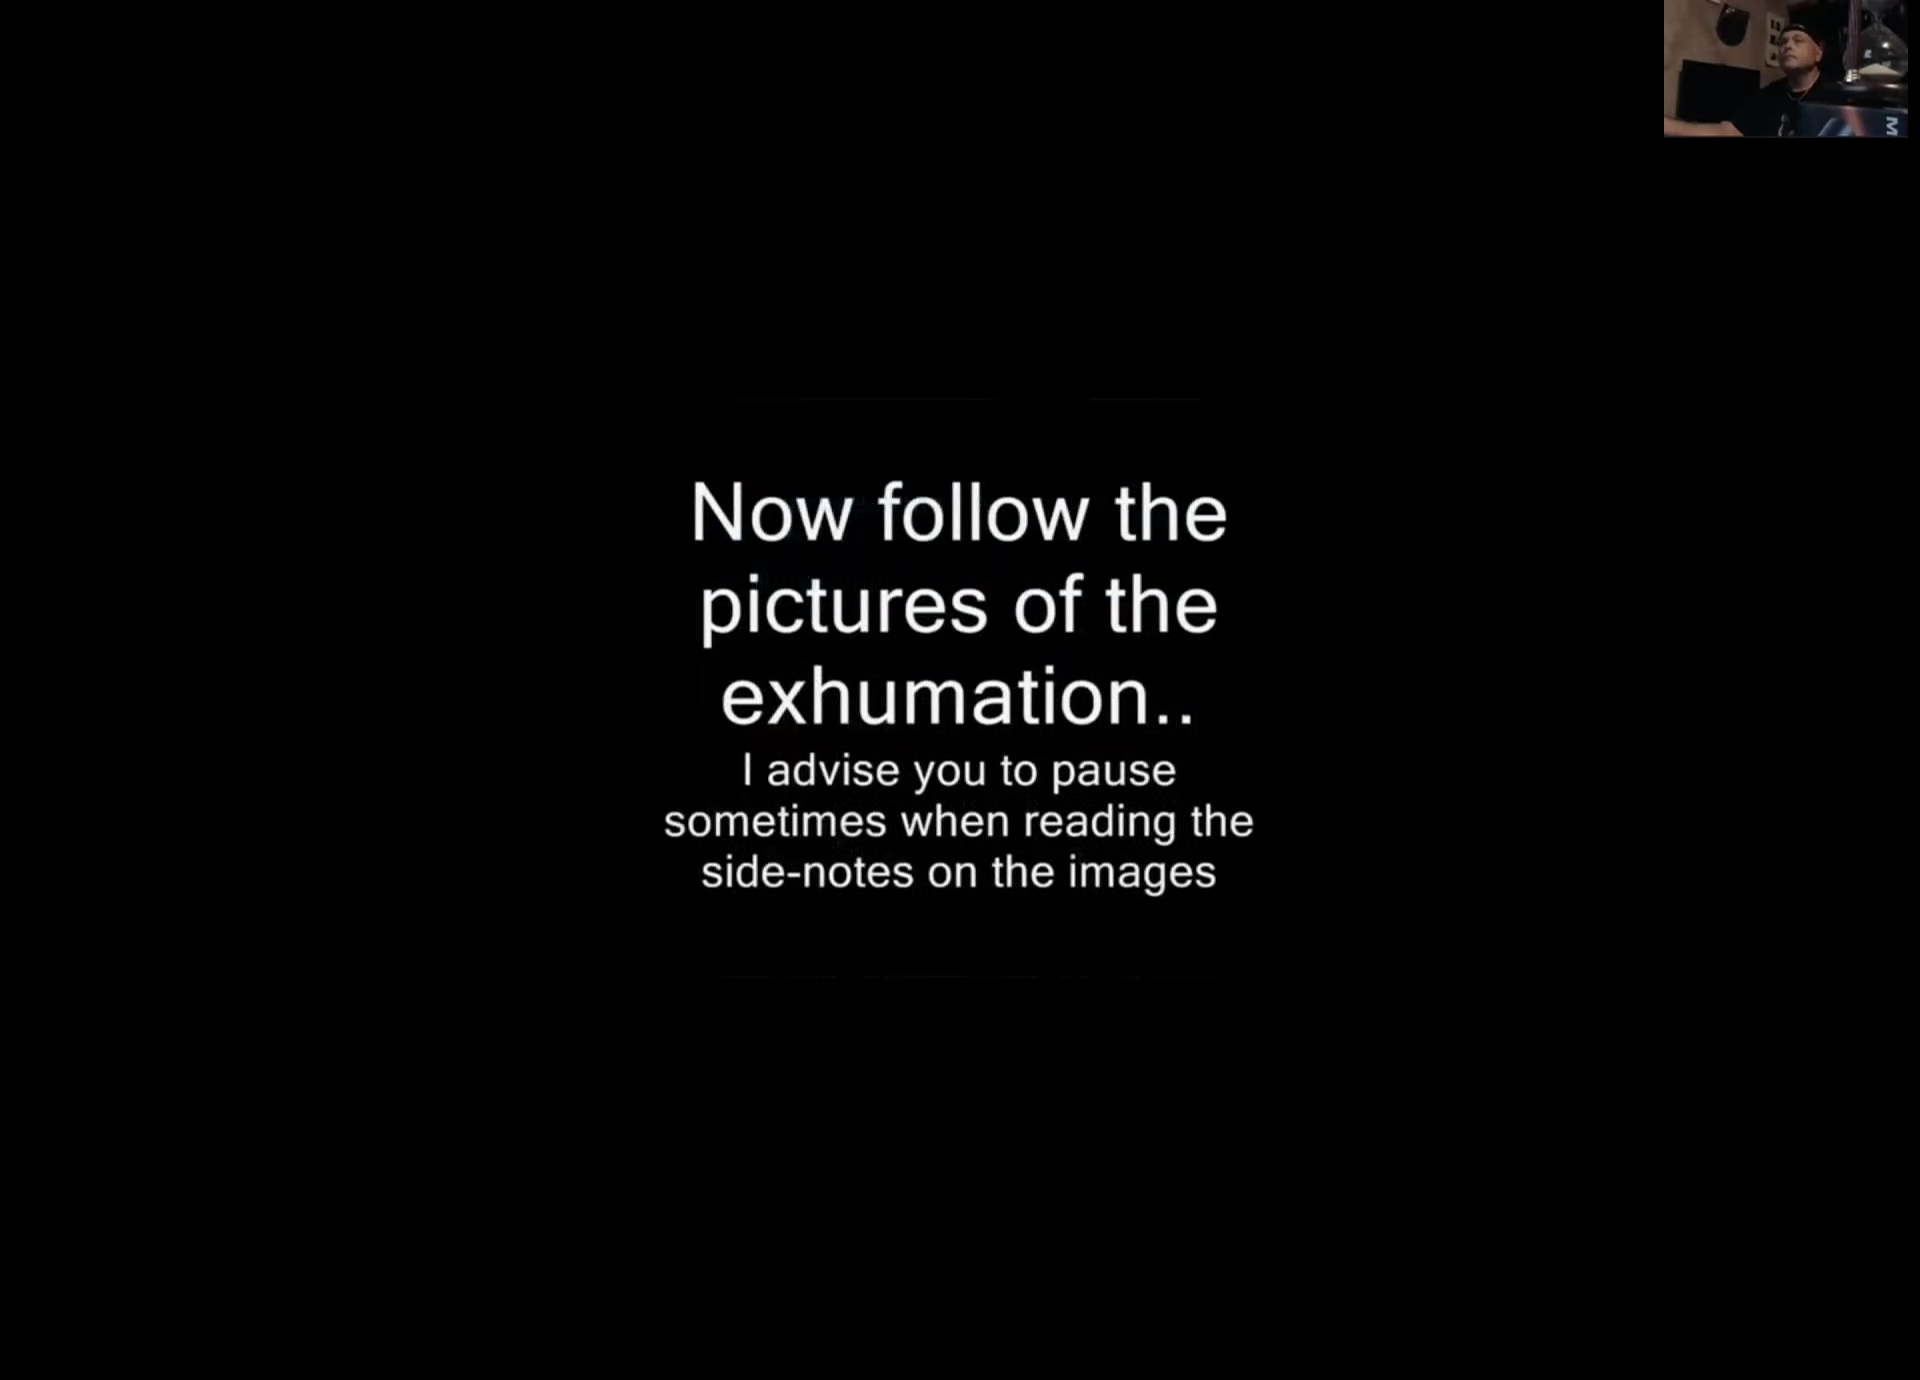 Now follow the
pictures of the
exhumation..
I advise you to pause
sometimes when reading the
side-notes on the images
M